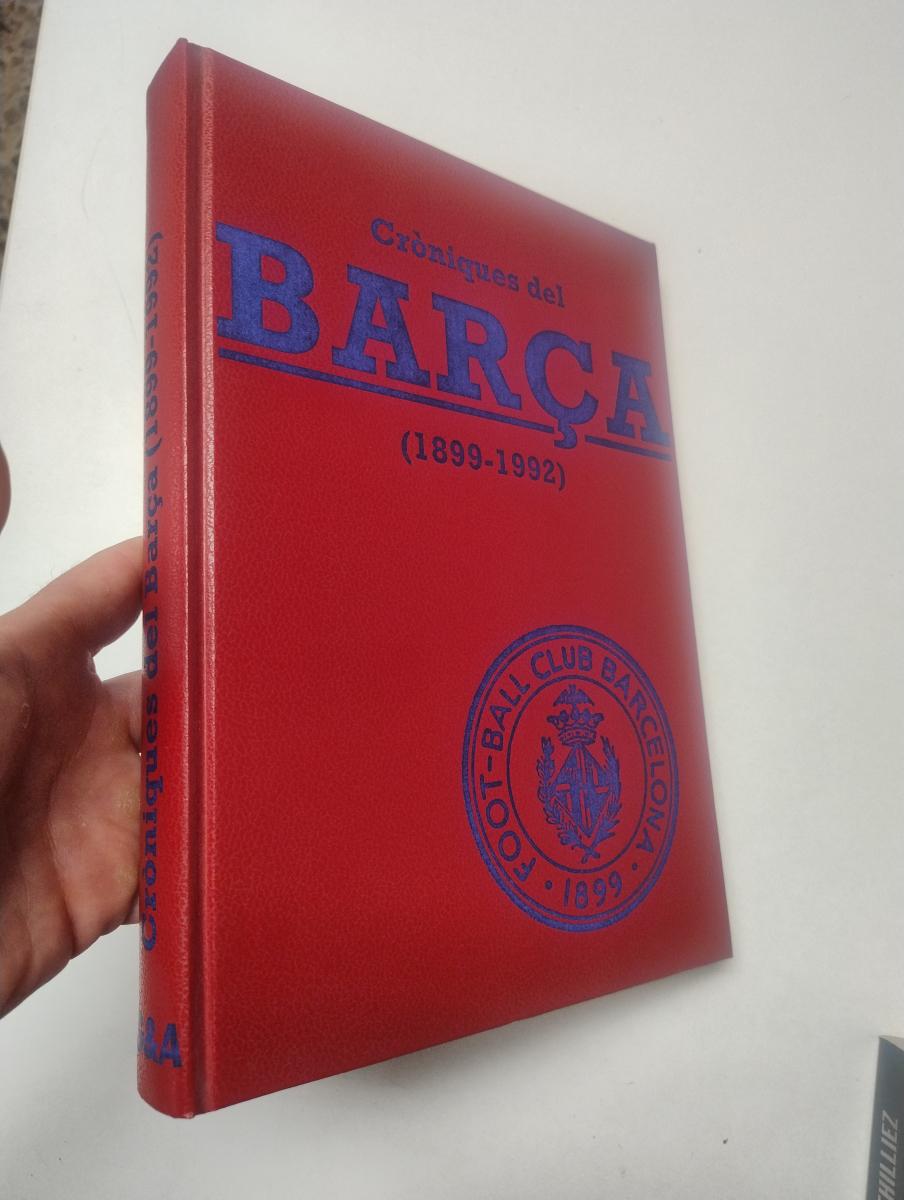 Cròniques del
BARÇA
(1899-1992)
FOOT-BALL CLUB BARCELONA
· 1899 ·
Cròniques del Barça (1899-1992)